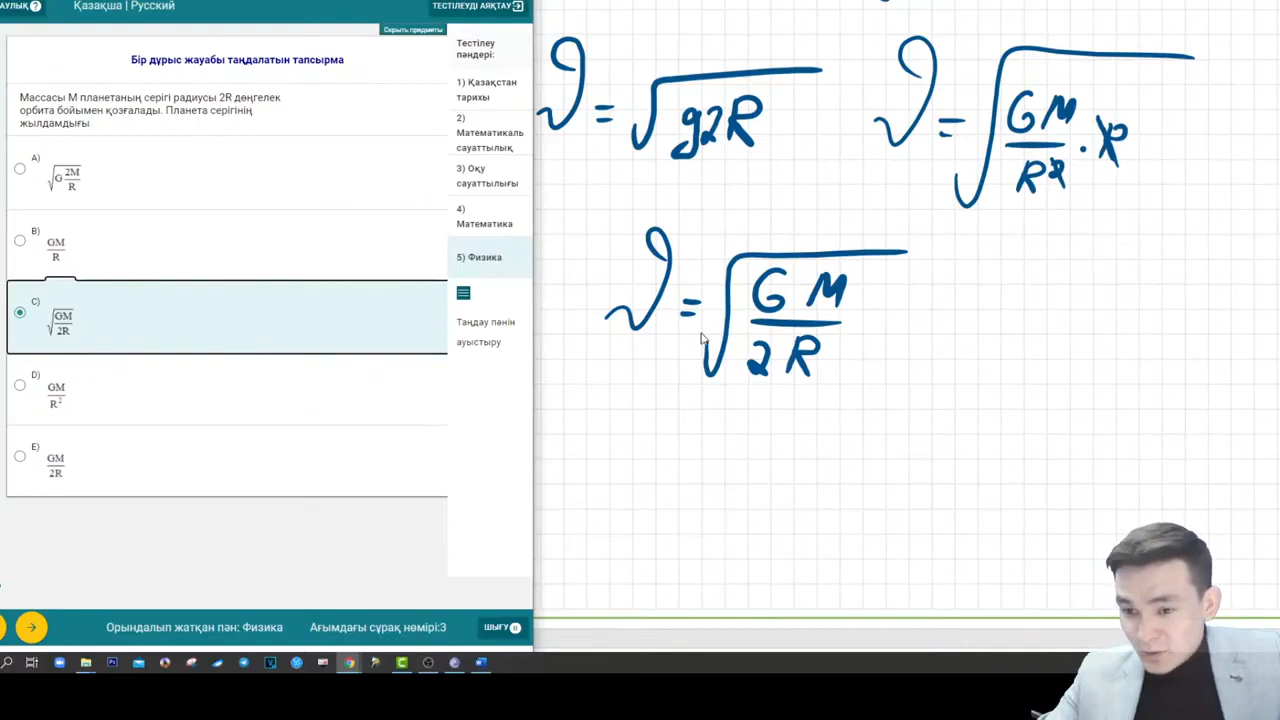 АУЛЫҚ ?
Қазақша | Русский
ТЕСТІЛЕУДІ АЯҚТАУ
Скрыть предметы
Бір дұрыс жауабы таңдалатын тапсырма
Массасы М планетаның серігі радиусы 2R дөңгелек
орбита бойымен қозғалады. Планета серігінің
жылдамдығы
A)
√(G 2M/R)
B)
GM/R
C)
√(GM/2R)
D)
GM/R²
E)
GM/2R
Тестілеу
пәндері:
1) Қазақстан
тарихы
2)
Математикалық
сауаттылық
3) Оқу
сауаттылығы
4)
Математика
5) Физика
Таңдау пәнін
ауыстыру
ϑ = √(g2R)
ϑ = √(GM/R² · R)
ϑ = √(GM/2R)
Орындалып жатқан пән: Физика
Ағымдағы сұрақ нөмірі:3
ШЫҒУ